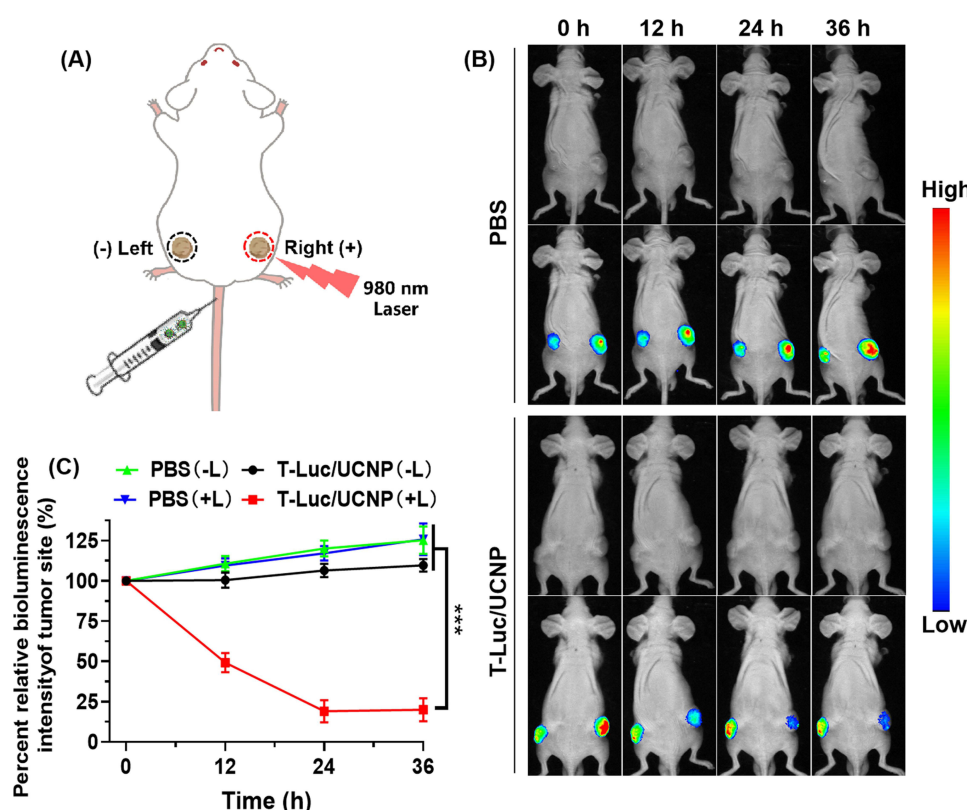 (A)
(-) Left
Right (+)
980 nm
Laser
(B)
0 h 12 h 24 h 36 h
PBS
T-Luc/UCNP
High
Low
(C)
PBS (-L) T-Luc/UCNP (-L)
PBS (+L) T-Luc/UCNP (+L)
Percent relative bioluminescence
intensityof tumor site (%)
125
100
75
50
25
0
***
0 12 24 36
Time (h)